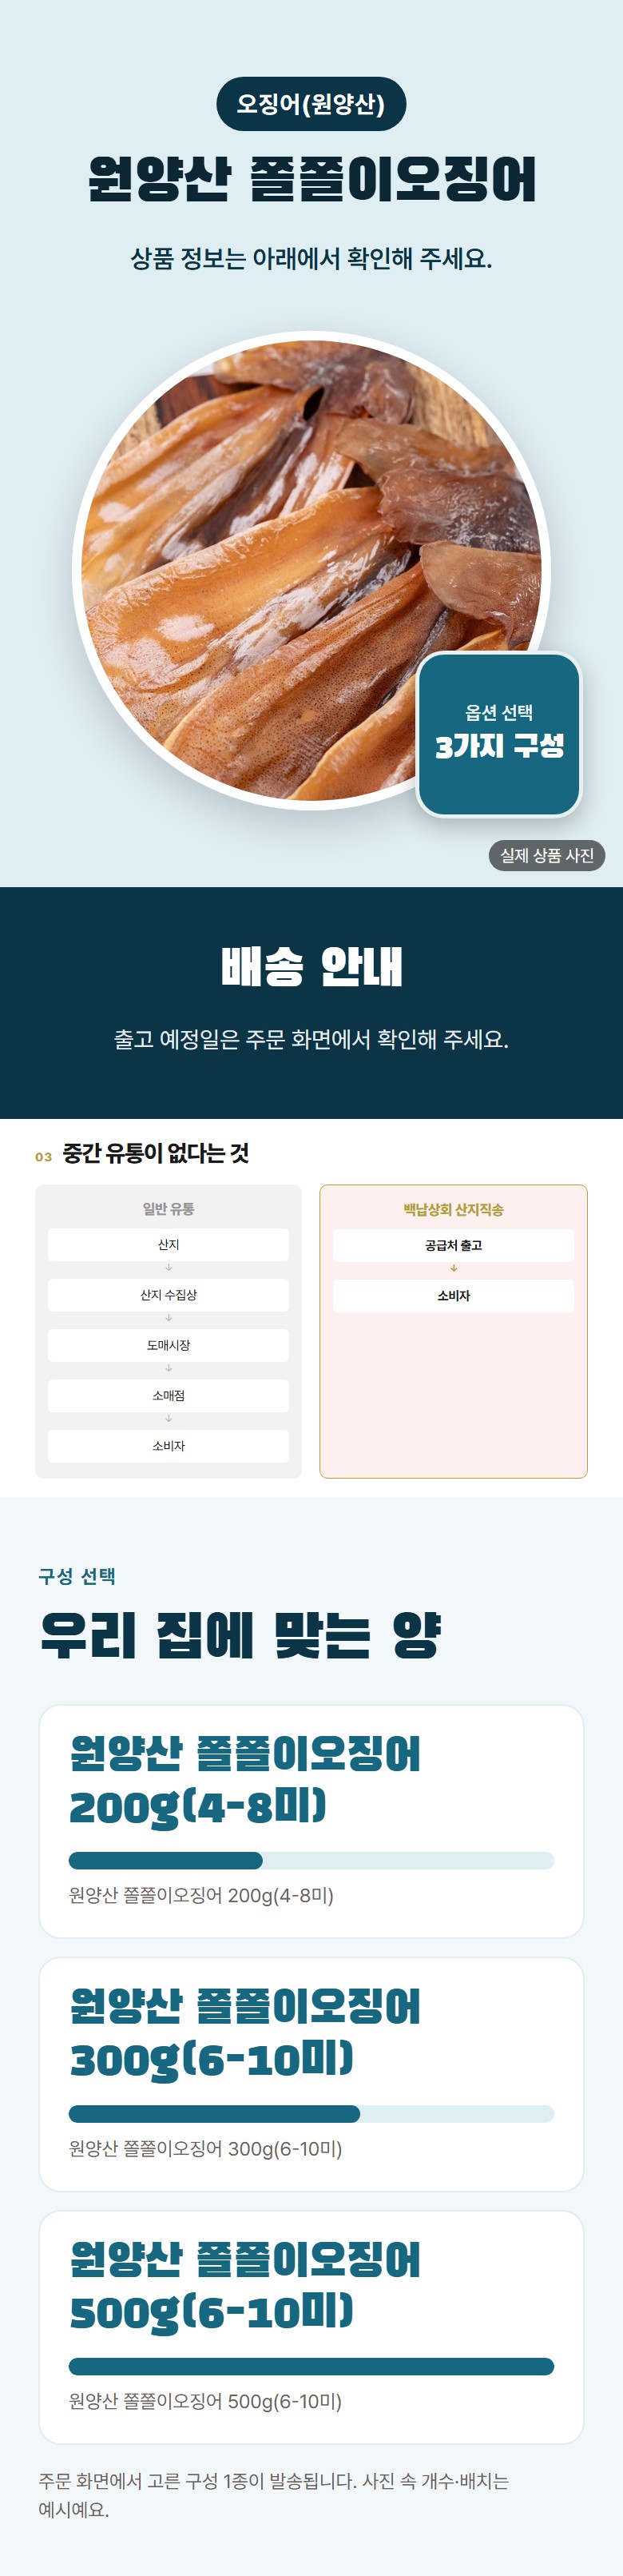 오징어(원양산)
원양산 쫄쫄이오징어
상품 정보는 아래에서 확인해 주세요.
옵션 선택
3가지 구성
실제 상품 사진
배송 안내
출고 예정일은 주문 화면에서 확인해 주세요.
03 중간 유통이 없다는 것
일반 유통
산지
↓
산지 수집상
↓
도매시장
↓
소매점
↓
소비자
백납상회 산지직송
공급처 출고
↓
소비자
구성 선택
우리 집에 맞는 양
원양산 쫄쫄이오징어
200g(4-8미)
원양산 쫄쫄이오징어 200g(4-8미)
원양산 쫄쫄이오징어
300g(6-10미)
원양산 쫄쫄이오징어 300g(6-10미)
원양산 쫄쫄이오징어
500g(6-10미)
원양산 쫄쫄이오징어 500g(6-10미)
주문 화면에서 고른 구성 1종이 발송됩니다. 사진 속 개수·배치는
예시예요.